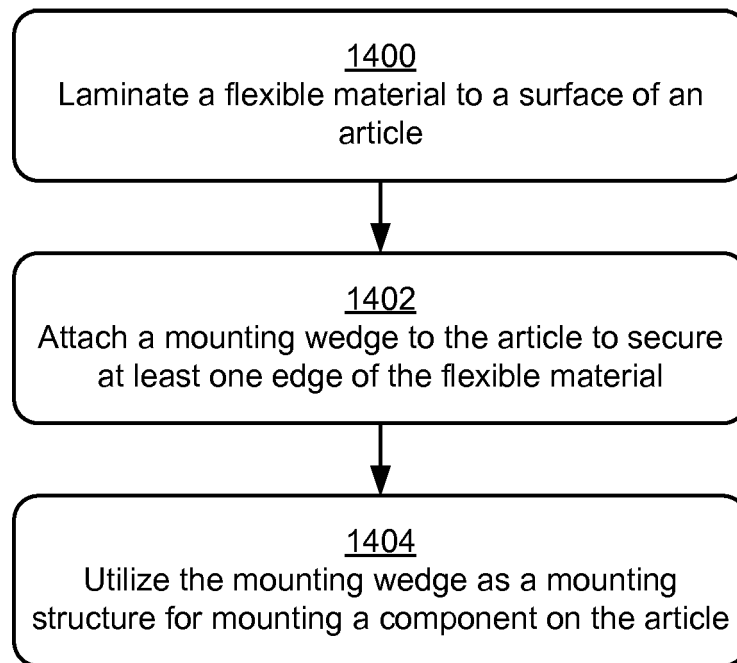 1400
Laminate a flexible material to a surface of an
article
1402
Attach a mounting wedge to the article to secure
at least one edge of the flexible material
1404
Utilize the mounting wedge as a mounting
structure for mounting a component on the article